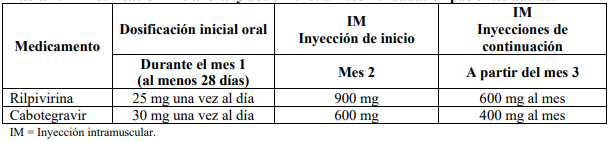 Medicamento
Dosificación inicial oral
IM
Inyección de inicio
IM
Inyecciones de
continuación
Durante el mes 1
(al menos 28 días)
Mes 2
A partir del mes 3
Rilpivirina 25 mg una vez al día 900 mg 600 mg al mes
Cabotegravir 30 mg una vez al día 600 mg 400 mg al mes
IM = Inyección intramuscular.